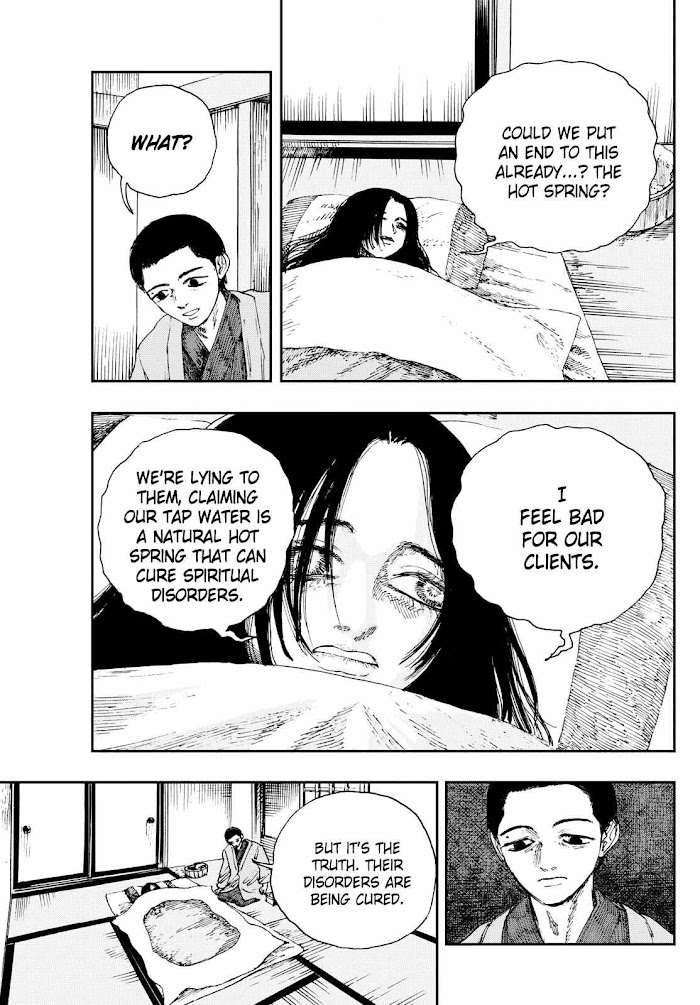 COULD WE PUT
AN END TO THIS
ALREADY...? THE
HOT SPRING?
WHAT?
I
FEEL BAD
FOR OUR
CLIENTS.
WE'RE LYING TO
THEM, CLAIMING
OUR TAP WATER IS
A NATURAL HOT
SPRING THAT CAN
CURE SPIRITUAL
DISORDERS.
BUT IT'S THE
TRUTH. THEIR
DISORDERS ARE
BEING CURED.